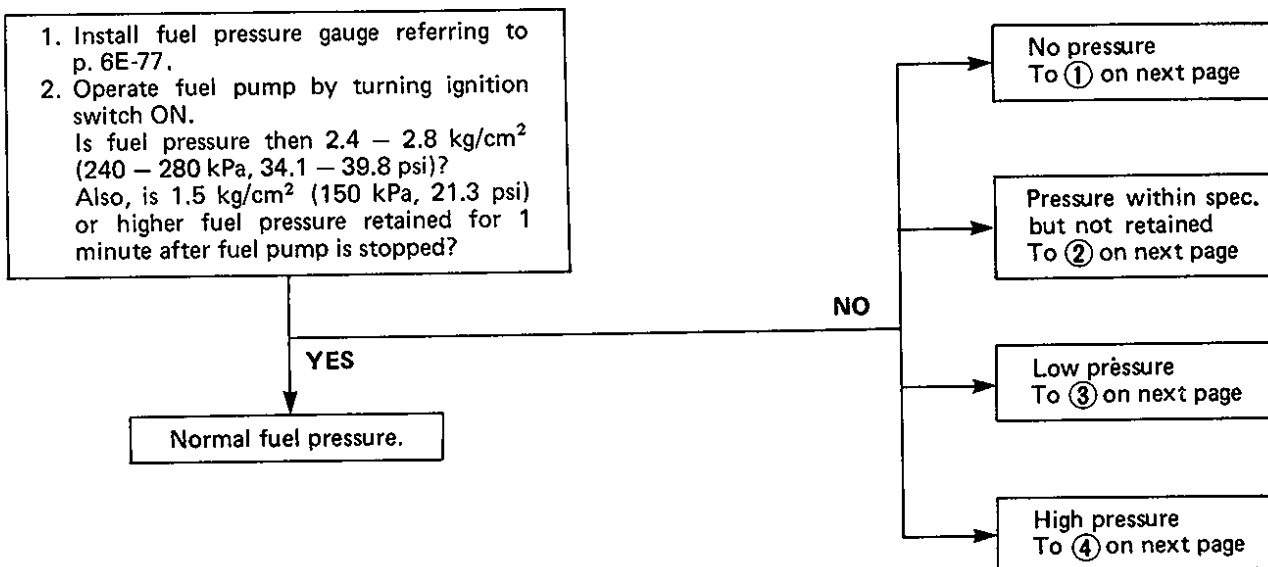 1. Install fuel pressure gauge referring to
p. 6E-77.
2. Operate fuel pump by turning ignition
switch ON.
Is fuel pressure then 2.4 – 2.8 kg/cm²
(240 – 280 kPa, 34.1 – 39.8 psi)?
Also, is 1.5 kg/cm² (150 kPa, 21.3 psi)
or higher fuel pressure retained for 1
minute after fuel pump is stopped?
YES
Normal fuel pressure.
NO
No pressure
To ① on next page
Pressure within spec.
but not retained
To ② on next page
Low pressure
To ③ on next page
High pressure
To ④ on next page